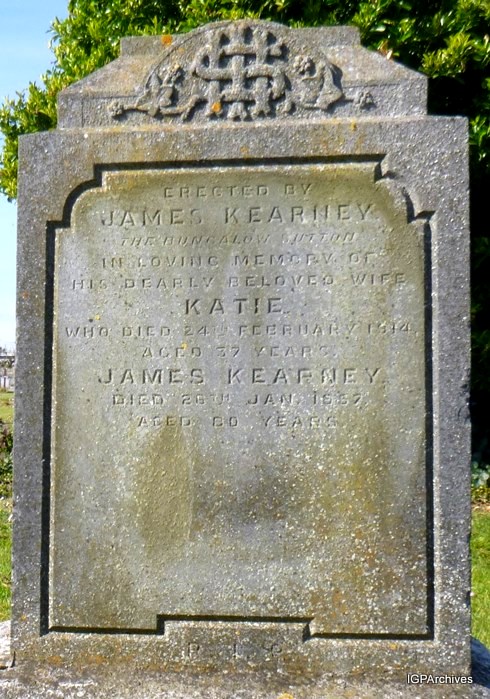 ERECTED BY
JAMES KEARNEY
THE BUNGALOW SUTTON
IN LOVING MEMORY OF
HIS DEARLY BELOVED WIFE
KATIE
WHO DIED 24TH FEBRUARY 1914.
AGED 37 YEARS.
JAMES KEARNEY
DIED 26TH JAN. 1957
AGED 80 YEARS.
R.I.P.
IGPArchives